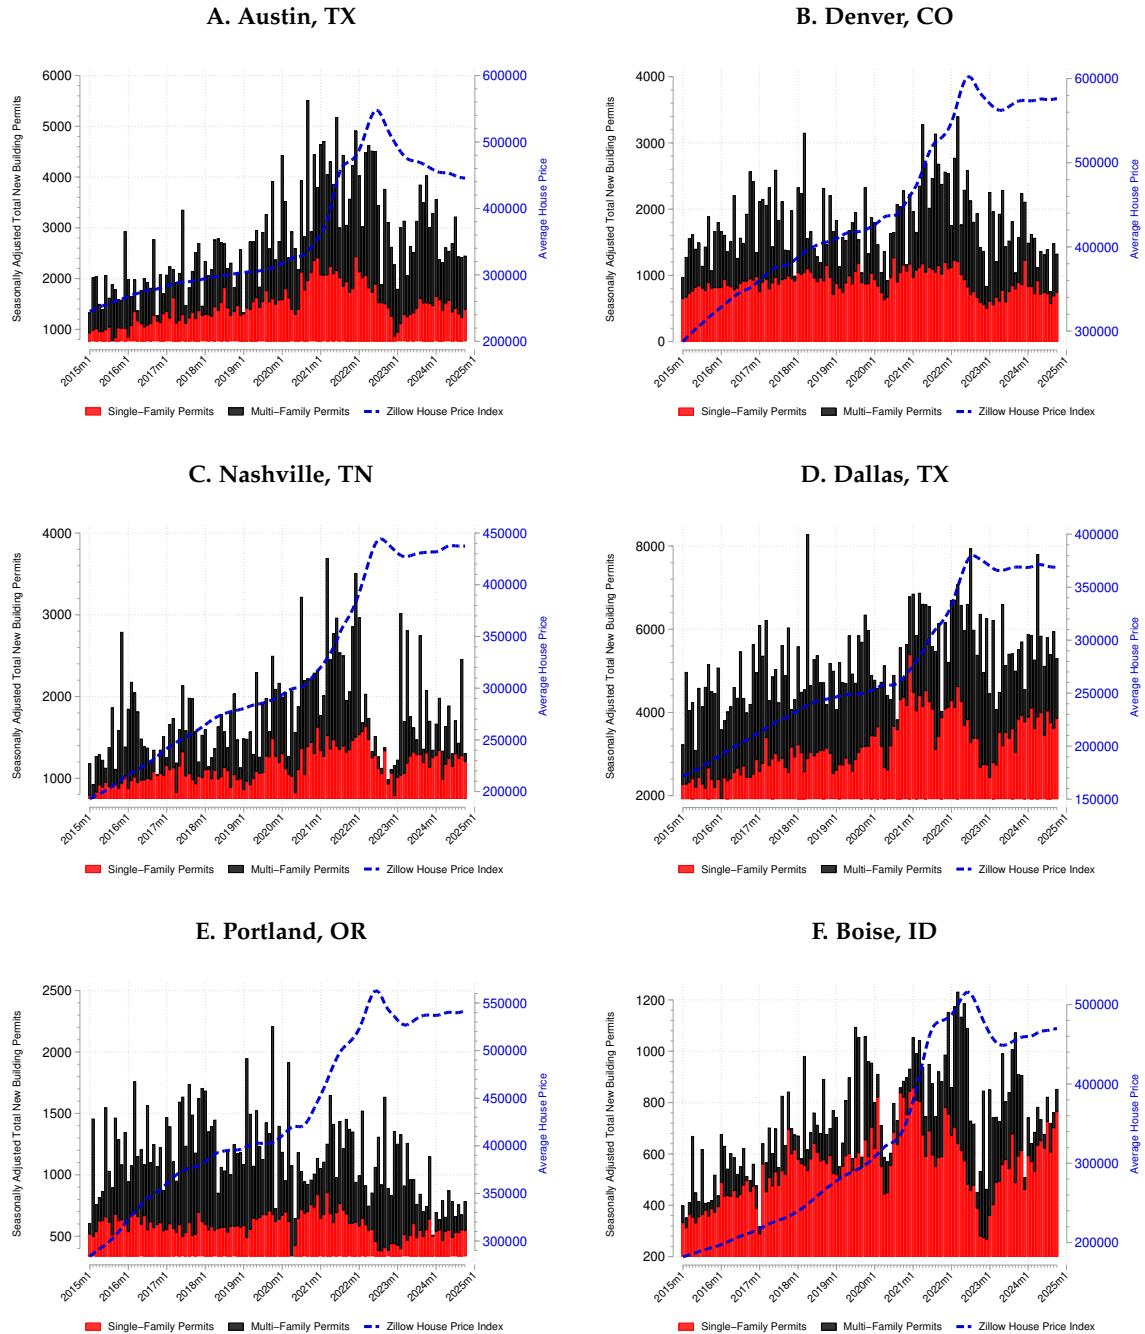 A. Austin, TX
Seasonally Adjusted Total New Building Permits
6000
5000
4000
3000
2000
1000
600000
500000
400000
300000
200000
Average House Price
2015m1 2016m1 2017m1 2018m1 2019m1 2020m1 2021m1 2022m1 2023m1 2024m1 2025m1
Single−Family Permits Multi−Family Permits Zillow House Price Index
B. Denver, CO
Seasonally Adjusted Total New Building Permits
4000
3000
2000
1000
0
600000
500000
400000
300000
Average House Price
2015m1 2016m1 2017m1 2018m1 2019m1 2020m1 2021m1 2022m1 2023m1 2024m1 2025m1
Single−Family Permits Multi−Family Permits Zillow House Price Index
C. Nashville, TN
Seasonally Adjusted Total New Building Permits
4000
3000
2000
1000
450000
400000
350000
300000
250000
200000
Average House Price
2015m1 2016m1 2017m1 2018m1 2019m1 2020m1 2021m1 2022m1 2023m1 2024m1 2025m1
Single−Family Permits Multi−Family Permits Zillow House Price Index
D. Dallas, TX
Seasonally Adjusted Total New Building Permits
8000
6000
4000
2000
400000
350000
300000
250000
200000
150000
Average House Price
2015m1 2016m1 2017m1 2018m1 2019m1 2020m1 2021m1 2022m1 2023m1 2024m1 2025m1
Single−Family Permits Multi−Family Permits Zillow House Price Index
E. Portland, OR
Seasonally Adjusted Total New Building Permits
2500
2000
1500
1000
500
550000
500000
450000
400000
350000
300000
Average House Price
2015m1 2016m1 2017m1 2018m1 2019m1 2020m1 2021m1 2022m1 2023m1 2024m1 2025m1
Single−Family Permits Multi−Family Permits Zillow House Price Index
F. Boise, ID
Seasonally Adjusted Total New Building Permits
1200
1000
800
600
400
200
500000
400000
300000
200000
Average House Price
2015m1 2016m1 2017m1 2018m1 2019m1 2020m1 2021m1 2022m1 2023m1 2024m1 2025m1
Single−Family Permits Multi−Family Permits Zillow House Price Index